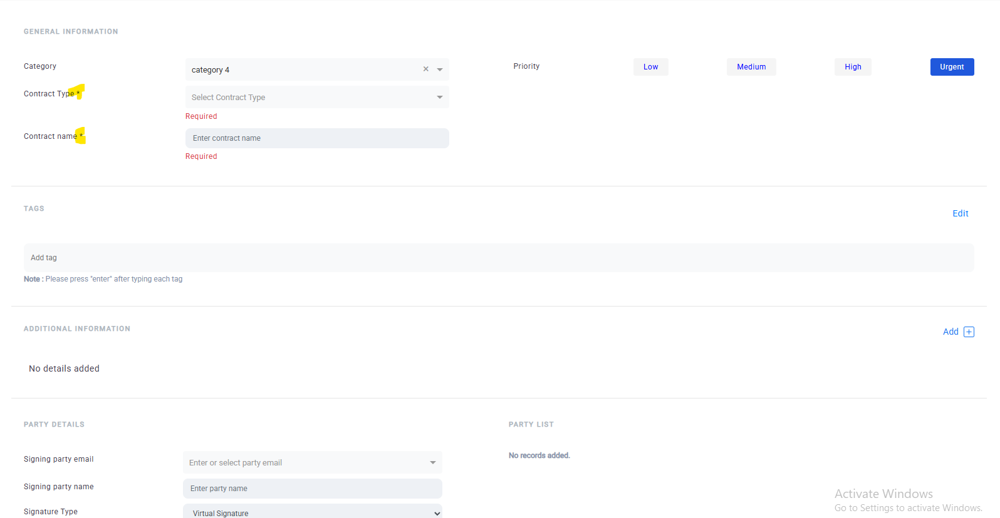 GENERAL INFORMATION
Category
category 4
Priority
Low
Medium
High
Urgent
Contract Type *
Select Contract Type
Required
Contract name *
Enter contract name
Required
TAGS
Edit
Add tag
Note : Please press "enter" after typing each tag
ADDITIONAL INFORMATION
Add
No details added
PARTY DETAILS
Signing party email
Enter or select party email
Signing party name
Enter party name
Signature Type
Virtual Signature
PARTY LIST
No records added.
Activate Windows
Go to Settings to activate Windows.